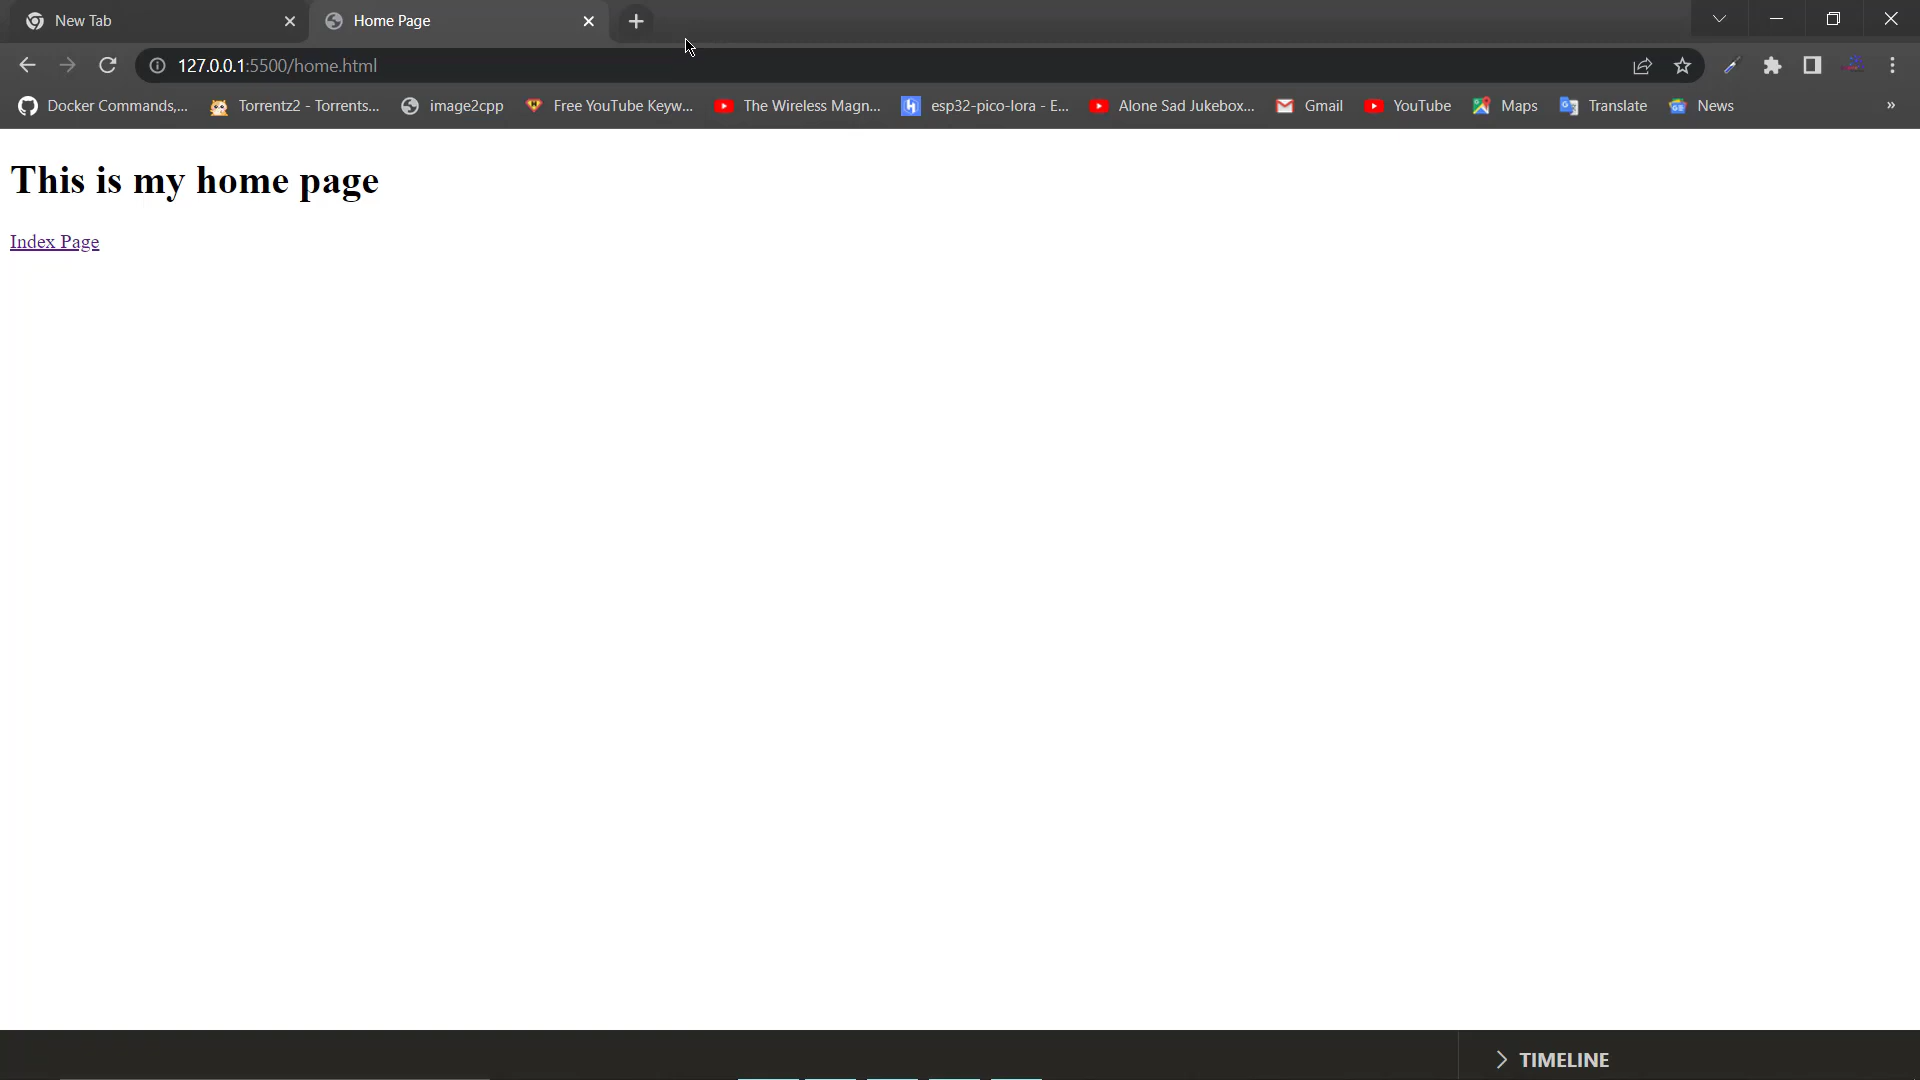 New Tab
Home Page
127.0.0.1:5500/home.html
Docker Commands,...
Torrentz2 - Torrents...
image2cpp
Free YouTube Keyw...
The Wireless Magn...
esp32-pico-lora - E...
Alone Sad Jukebox...
Gmail
YouTube
Maps
Translate
News
This is my home page
Index Page
TIMELINE